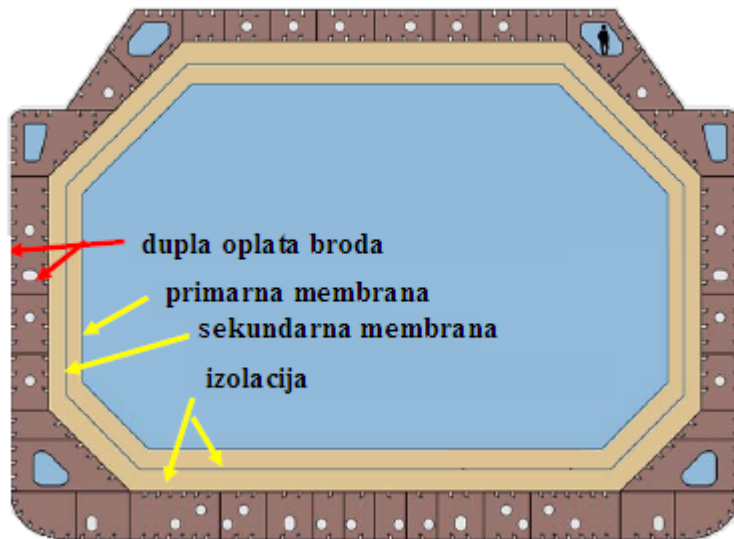 dupla oplata broda
primarna membrana
sekundarna membrana
izolacija